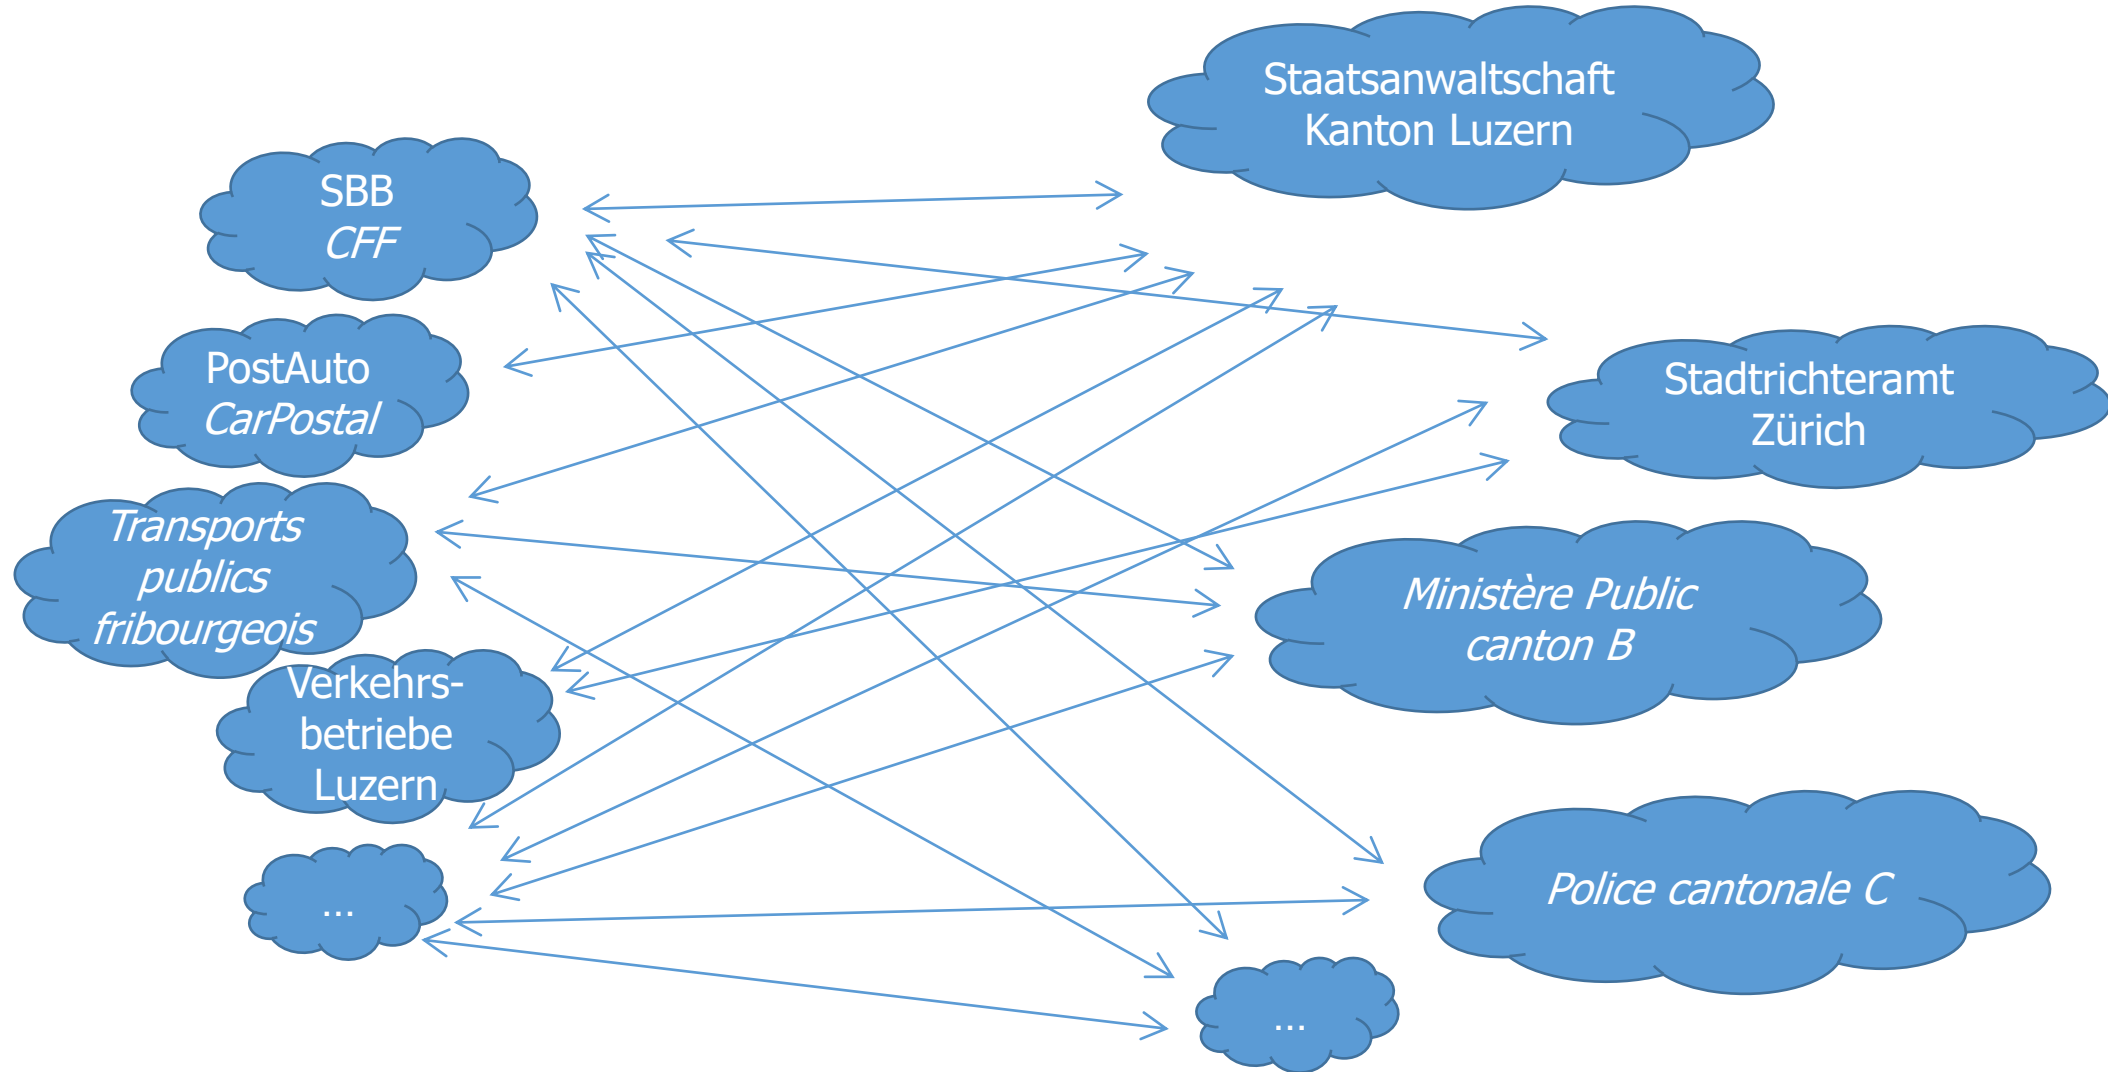 SBB
CFF
PostAuto
CarPostal
Transports
publics
fribourgeois
Verkehrs-
betriebe
Luzern
...
Staatsanwaltschaft
Kanton Luzern
Stadtrichteramt
Zürich
Ministère Public
canton B
Police cantonale C
...